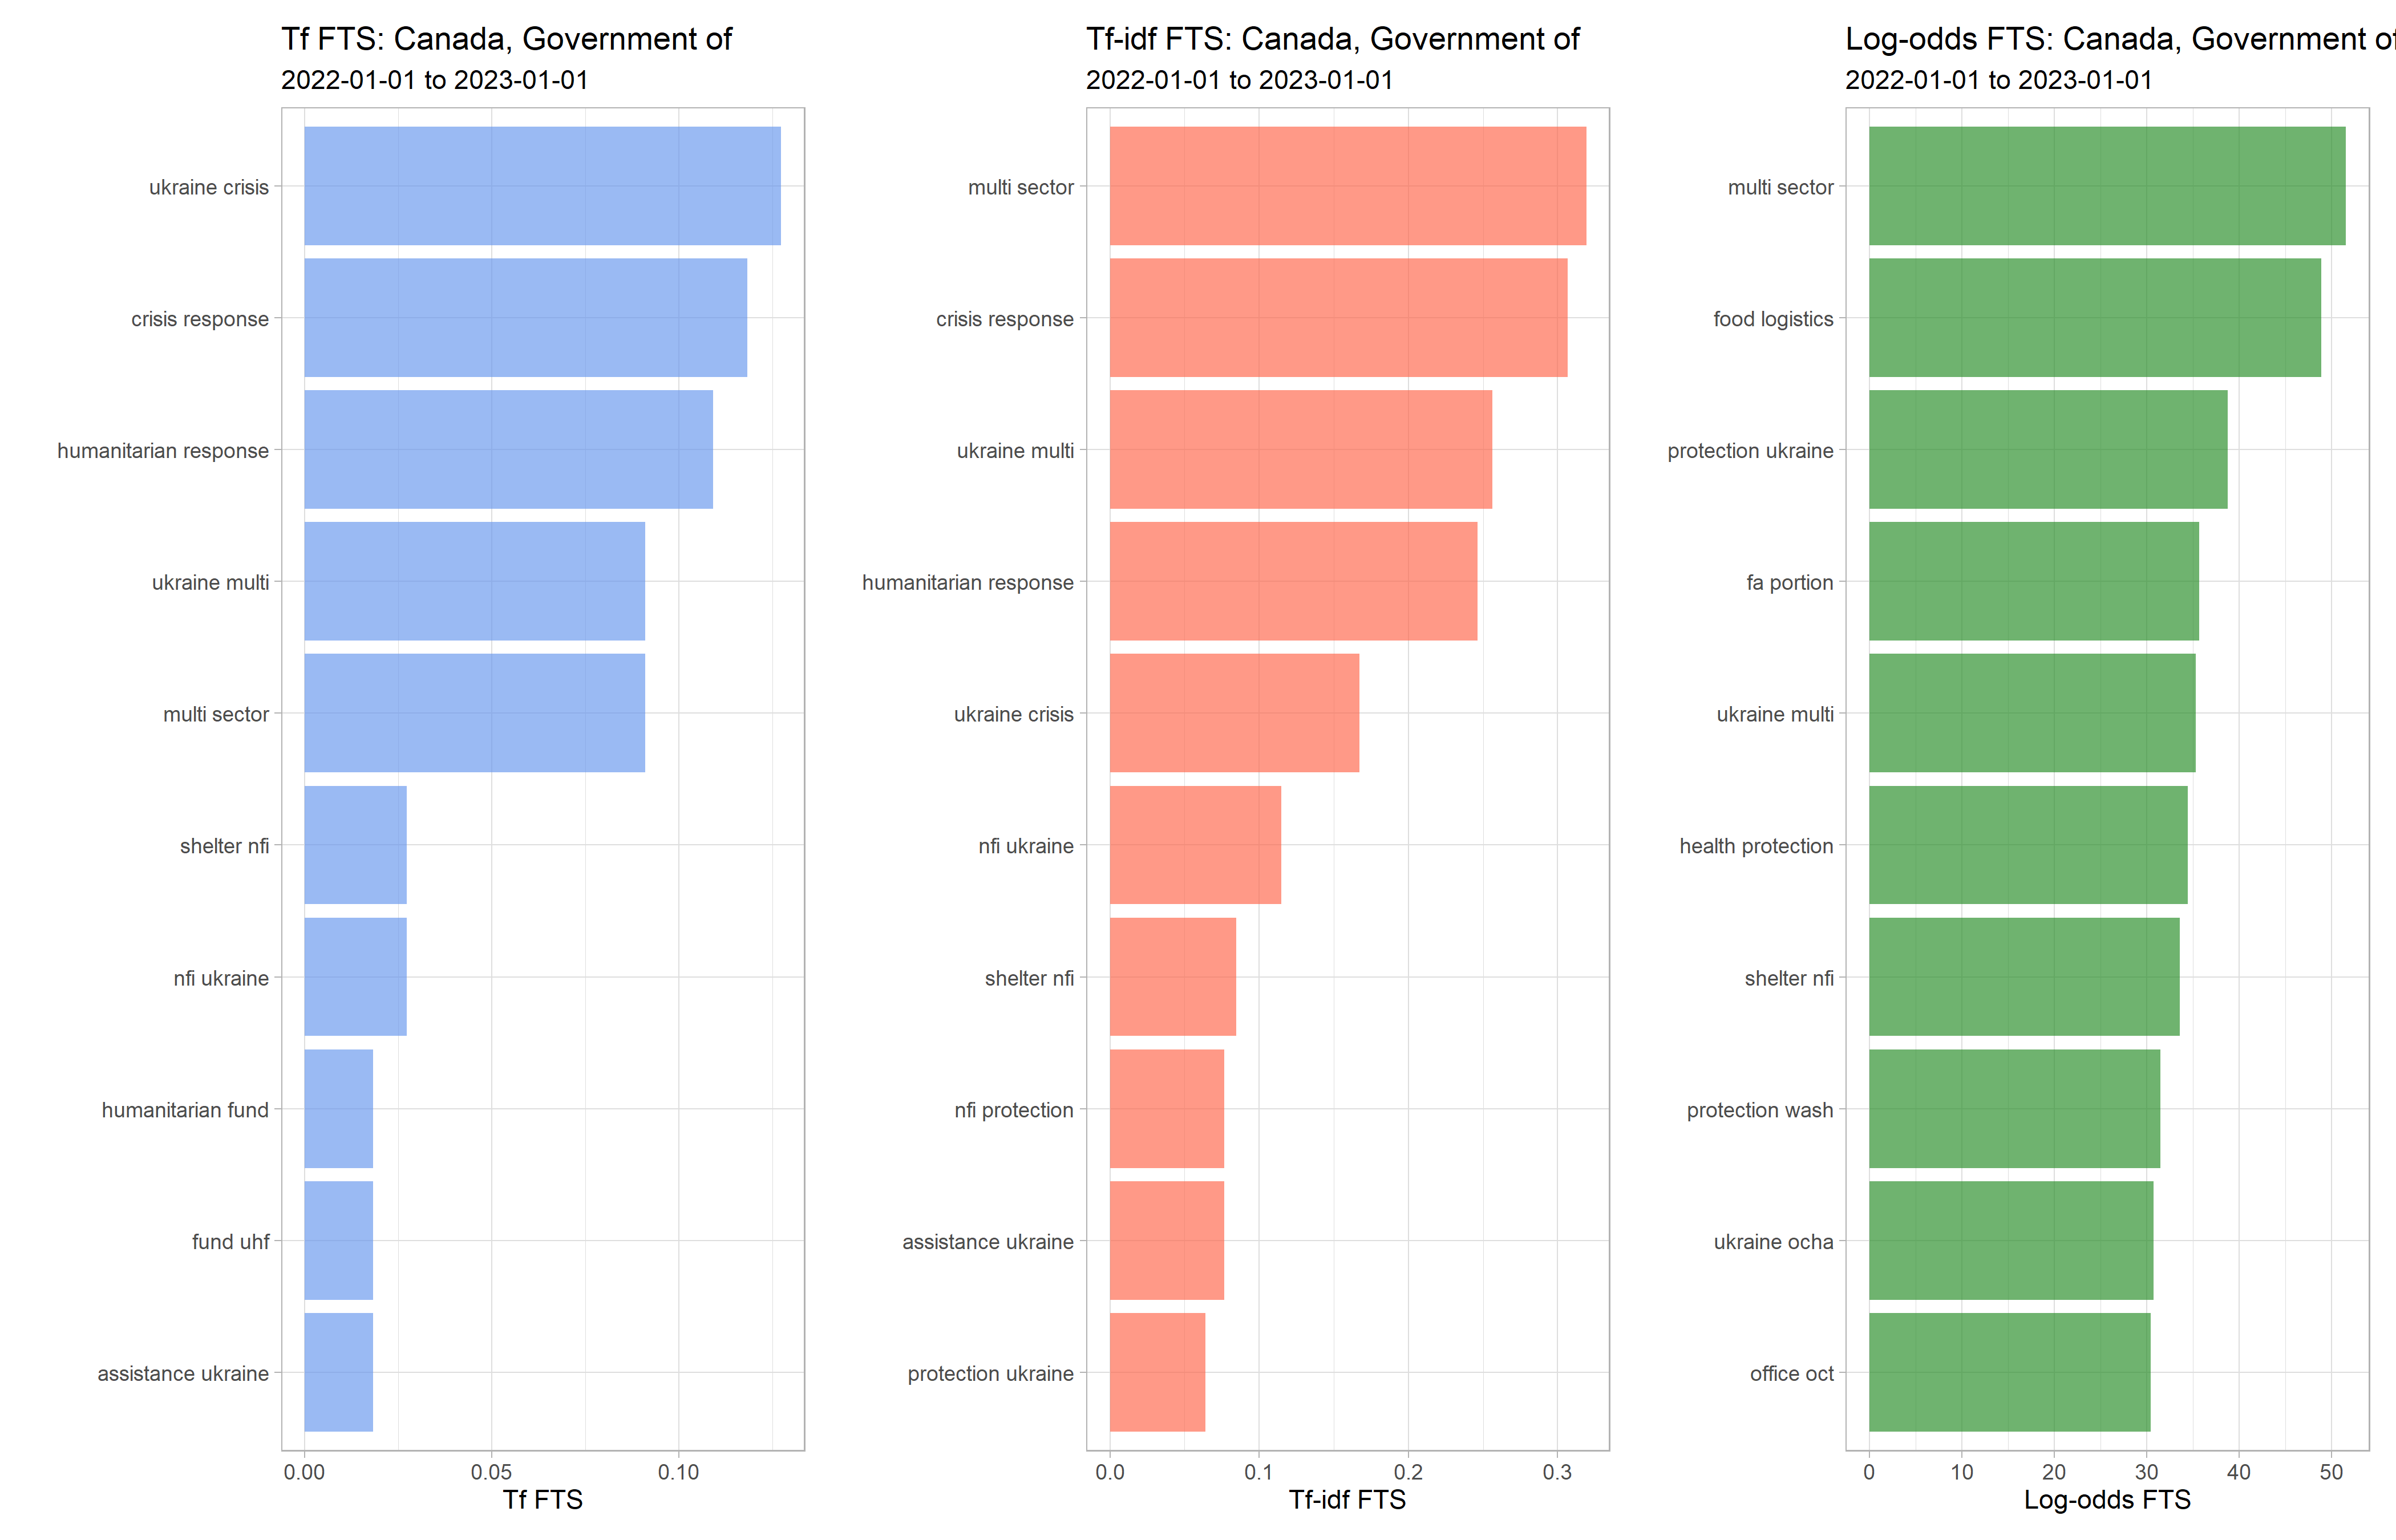 Tf FTS: Canada, Government of
2022-01-01 to 2023-01-01
ukraine crisis
crisis response
humanitarian response
ukraine multi
multi sector
shelter nfi
nfi ukraine
humanitarian fund
fund uhf
assistance ukraine
0.00 0.05 0.10
Tf FTS
Tf-idf FTS: Canada, Government of
2022-01-01 to 2023-01-01
multi sector
crisis response
ukraine multi
humanitarian response
ukraine crisis
nfi ukraine
shelter nfi
nfi protection
assistance ukraine
protection ukraine
0.0 0.1 0.2 0.3
Tf-idf FTS
Log-odds FTS: Canada, Government of
2022-01-01 to 2023-01-01
multi sector
food logistics
protection ukraine
fa portion
ukraine multi
health protection
shelter nfi
protection wash
ukraine ocha
office oct
0 10 20 30 40 50
Log-odds FTS